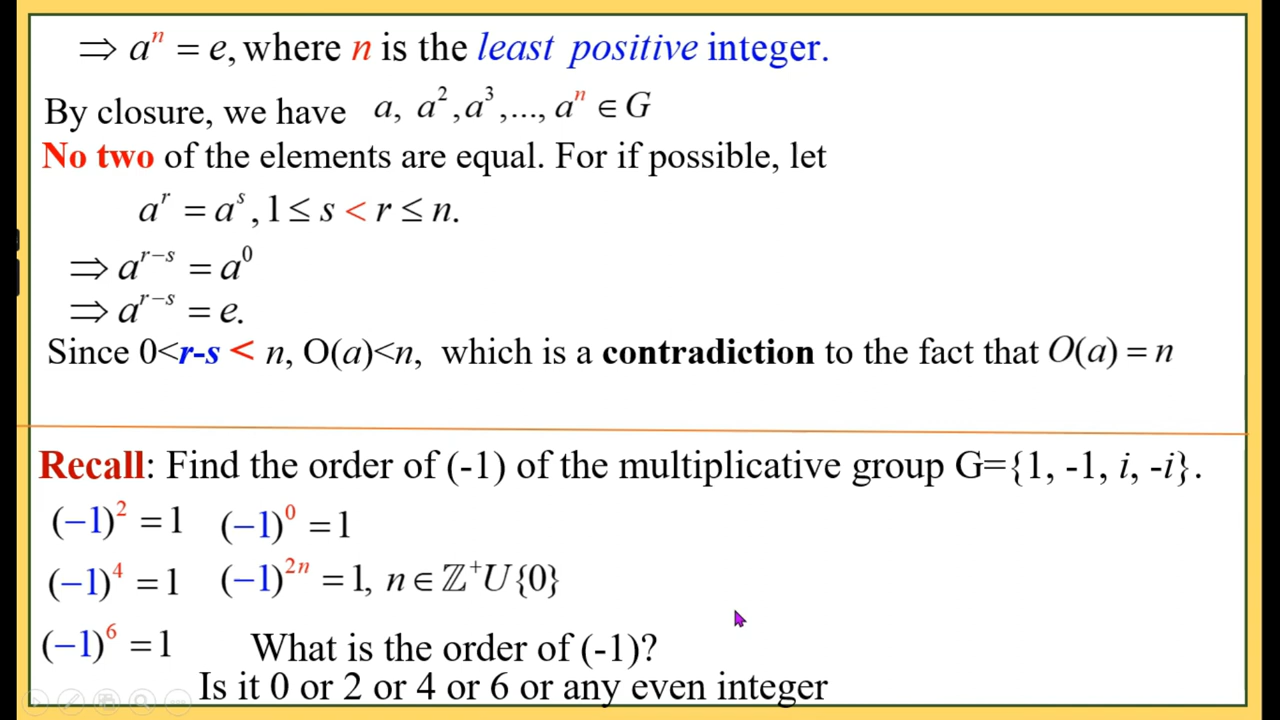 ⇒ aⁿ = e, where n is the least positive integer.
By closure, we have a, a², a³, ..., aⁿ ∈ G
No two of the elements are equal. For if possible, let
aʳ = aˢ, 1 ≤ s < r ≤ n.
⇒ aʳ⁻ˢ = a⁰
⇒ aʳ⁻ˢ = e.
Since 0<r-s < n, O(a)<n, which is a contradiction to the fact that O(a) = n
Recall: Find the order of (-1) of the multiplicative group G={1, -1, i, -i}.
(−1)² = 1 (−1)⁰ = 1
(−1)⁴ = 1 (−1)²ⁿ = 1, n ∈ ℤ⁺U{0}
(−1)⁶ = 1 What is the order of (-1)?
Is it 0 or 2 or 4 or 6 or any even integer